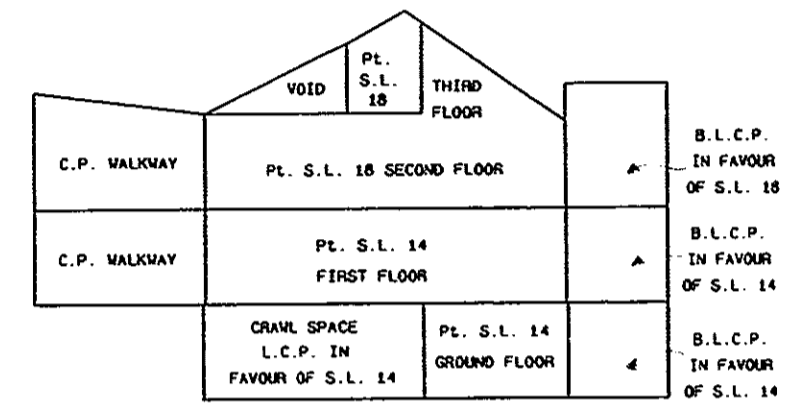 Pt.
S.L.
18
VOID
THIRD
FLOOR
C.P. WALKWAY
Pt. S.L. 18 SECOND FLOOR
B.L.C.P.
IN FAVOUR
OF S.L. 18
C.P. WALKWAY
Pt. S.L. 14
FIRST FLOOR
B.L.C.P.
IN FAVOUR
OF S.L. 14
CRAWL SPACE
L.C.P. IN
FAVOUR OF S.L. 14
Pt. S.L. 14
GROUND FLOOR
B.L.C.P.
IN FAVOUR
OF S.L. 14